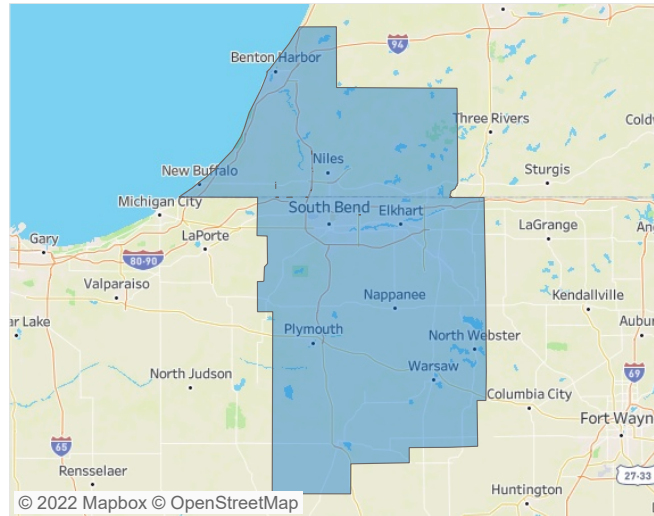 94
Benton Harbor
Three Rivers
Coldw
Niles
New Buffalo
Sturgis
Michigan City
South Bend
Elkhart
LaGrange
An
Gary
LaPorte
80-90
Valparaiso
Nappanee
Kendallville
ar Lake
Plymouth
North Webster
Aubur
Warsaw
North Judson
69
Columbia City
Fort Wayn
65
Rensselaer
27-33
Huntington
© 2022 Mapbox © OpenStreetMap